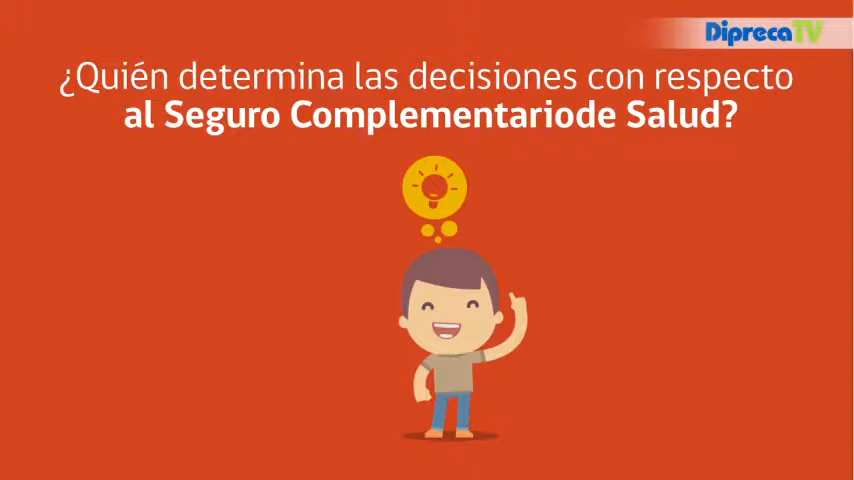 DiprecaTV
¿Quién determina las decisiones con respecto
al Seguro Complementariode Salud?